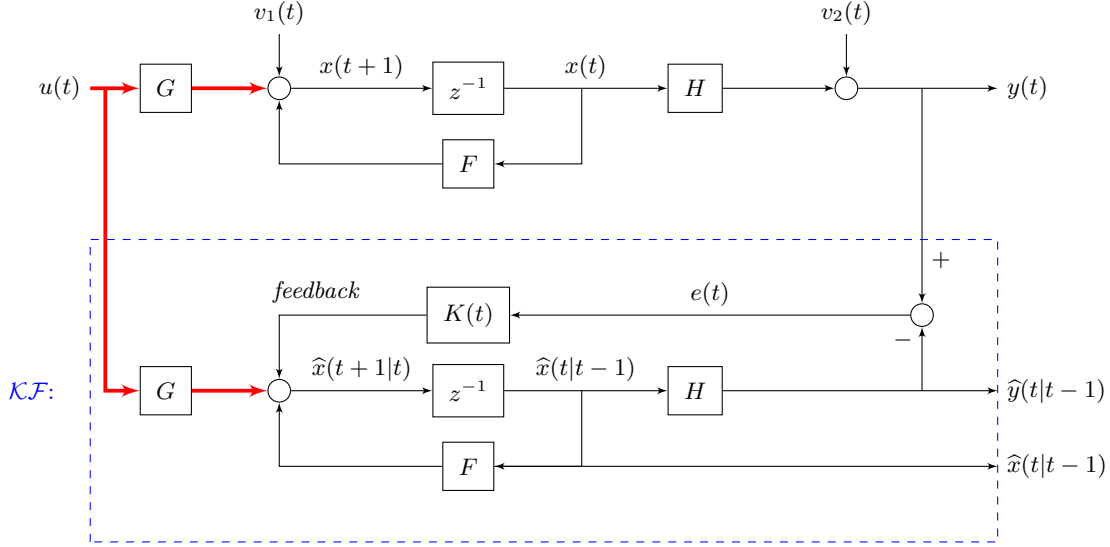 v₁(t) v₂(t)
u(t) G x(t + 1) z⁻¹ x(t) H y(t)
F
+
feedback K(t) e(t)
−
𝒦ℱ: G x̂(t + 1|t) z⁻¹ x̂(t|t − 1) H ŷ(t|t − 1)
F x̂(t|t − 1)